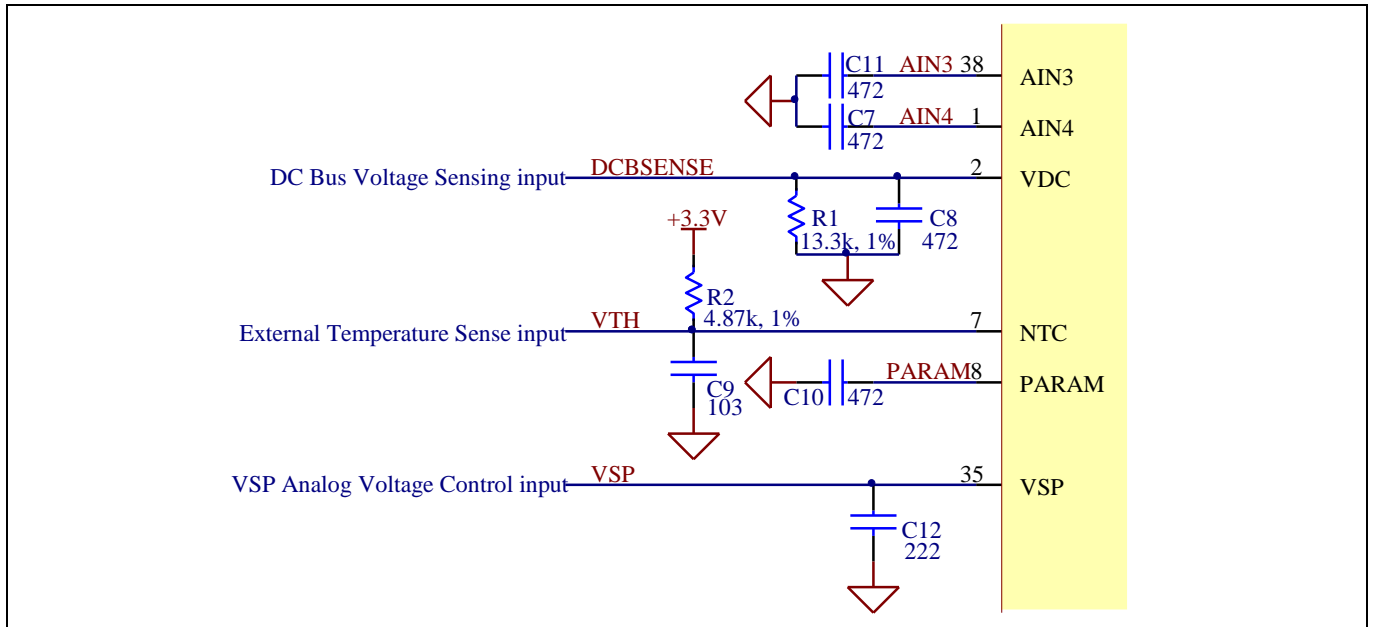 C11 AIN3 38 AIN3
472
C7 AIN4 1 AIN4
472
DC Bus Voltage Sensing input DCBSENSE 2 VDC
+3.3V R1 C8
13.3k, 1% 472
R2
4.87k, 1%
External Temperature Sense input VTH 7 NTC
PARAM 8 PARAM
C9 C10 472
103
VSP Analog Voltage Control input VSP 35 VSP
C12
222